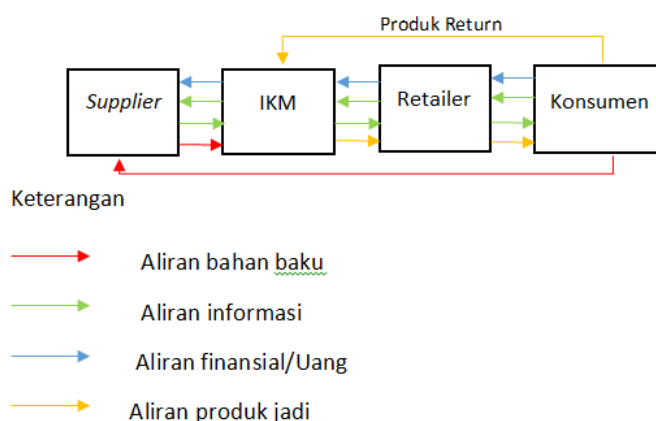 Produk Return
Supplier
IKM
Retailer
Konsumen
Keterangan
Aliran bahan baku
Aliran informasi
Aliran finansial/Uang
Aliran produk jadi